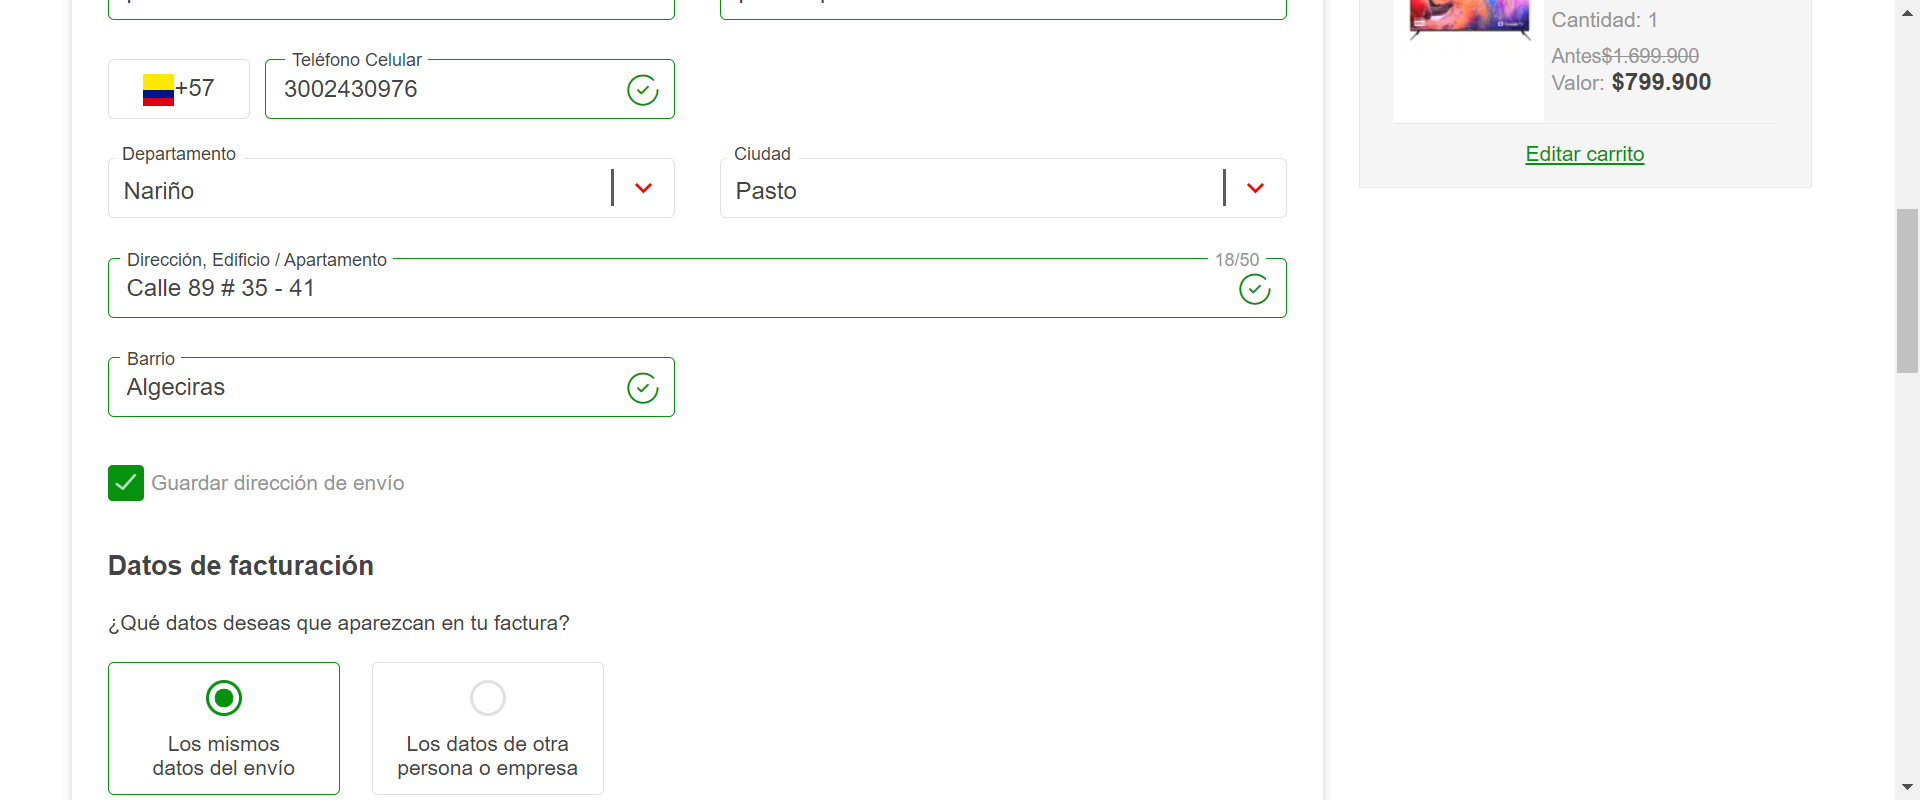 +57
Teléfono Celular
3002430976
Departamento
Nariño
Ciudad
Pasto
Dirección, Edificio / Apartamento
18/50
Calle 89 # 35 - 41
Barrio
Algeciras
Guardar dirección de envío
Datos de facturación
¿Qué datos deseas que aparezcan en tu factura?
Los mismos
datos del envío
Los datos de otra
persona o empresa
Cantidad: 1
Antes$1.699.900
Valor: $799.900
Editar carrito